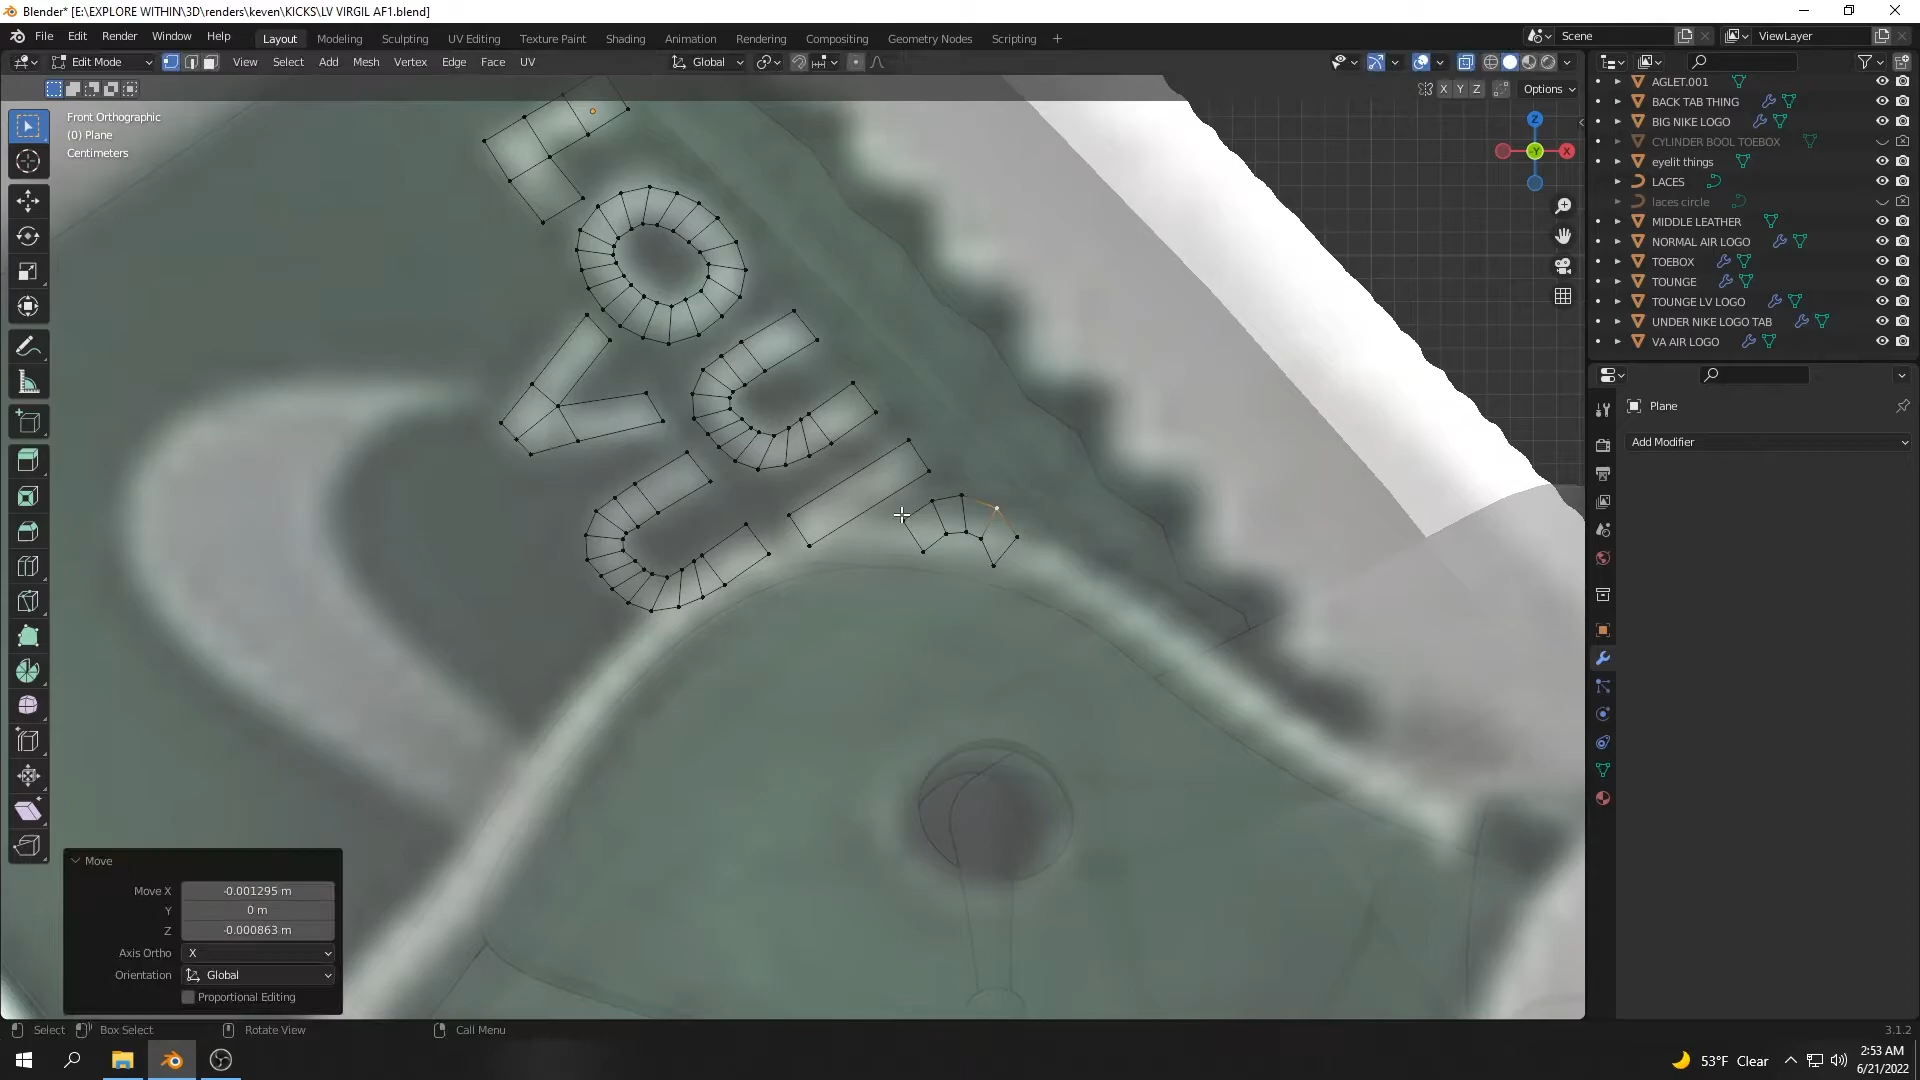 Blender* [E:\EXPLORE WITHIN\3D\renders\keven\KICKS\LV VIRGIL AF1.blend]
File Edit Render Window Help
Layout Modeling Sculpting UV Editing Texture Paint Shading Animation Rendering Compositing Geometry Nodes Scripting +
Scene
ViewLayer
Edit Mode
View Select Add Mesh Vertex Edge Face UV
Global
X Y Z
Options
Front Orthographic
(0) Plane
Centimeters
Z
-Y
X
L
O
U
V
U
I
AGLET.001
BACK TAB THING
BIG NIKE LOGO
CYLINDER BOOL TOEBOX
eyelit things
LACES
laces circle
MIDDLE LEATHER
NORMAL AIR LOGO
TOEBOX
TOUNGE
TOUNGE LV LOGO
UNDER NIKE LOGO TAB
VA AIR LOGO
Plane
Add Modifier
Move
Move X -0.001295 m
Y 0 m
Z -0.000863 m
Axis Ortho X
Orientation Global
Proportional Editing
Select Box Select Rotate View Call Menu
3.1.2
53°F Clear
2:53 AM
6/21/2022